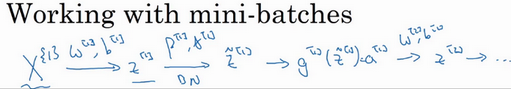 Working with mini-batches
X^{1} W^[1], b^[1] → z^[1] β^[1], γ^[1] → BN z̃^[1] → g^[1](z̃^[1]) = a^[1] W^[2], b^[2] → z^[2] → ...